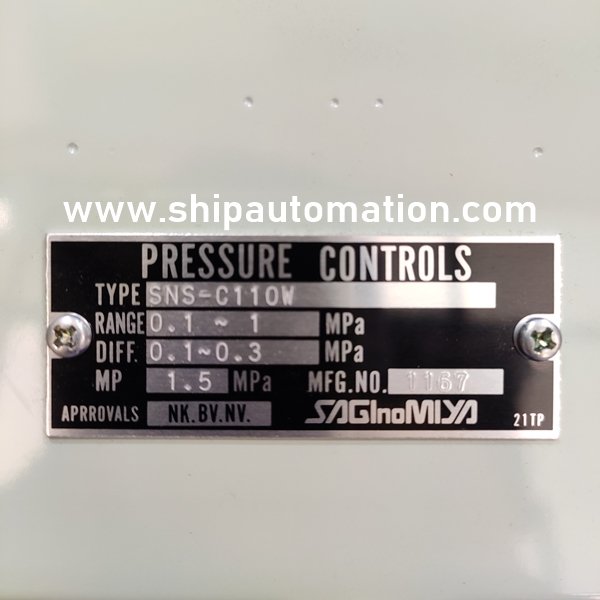 www.shipautomation.com
PRESSURE CONTROLS
TYPE SNS-C110W
RANGE 0.1 ~ 1 MPa
DIFF. 0.1~0.3 MPa
MP 1.5 MPa MFG.NO. 1167
APRROVALS NK.BV.NV. SAGInoMIYA 21TP